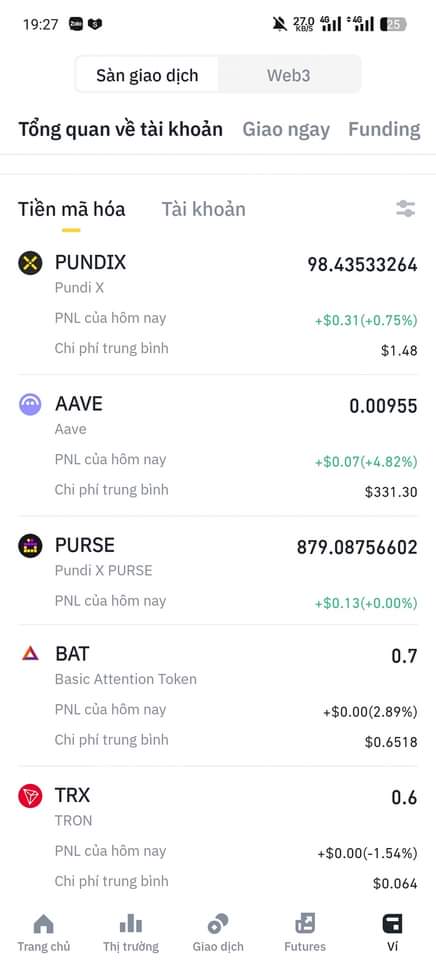 19:27 Zalo S 27.0 KB/S 4G 4G 25
Sàn giao dịch Web3
Tổng quan về tài khoản Giao ngay Funding
Tiền mã hóa Tài khoản
PUNDIX 98.43533264
Pundi X
PNL của hôm nay +$0.31(+0.75%)
Chi phí trung bình $1.48
AAVE 0.00955
Aave
PNL của hôm nay +$0.07(+4.82%)
Chi phí trung bình $331.30
PURSE 879.08756602
Pundi X PURSE
PNL của hôm nay +$0.13(+0.00%)
BAT 0.7
Basic Attention Token
PNL của hôm nay +$0.00(2.89%)
Chi phí trung bình $0.6518
TRX 0.6
TRON
PNL của hôm nay +$0.00(-1.54%)
Chi phí trung bình $0.064
Trang chủ Thị trường Giao dịch Futures Ví